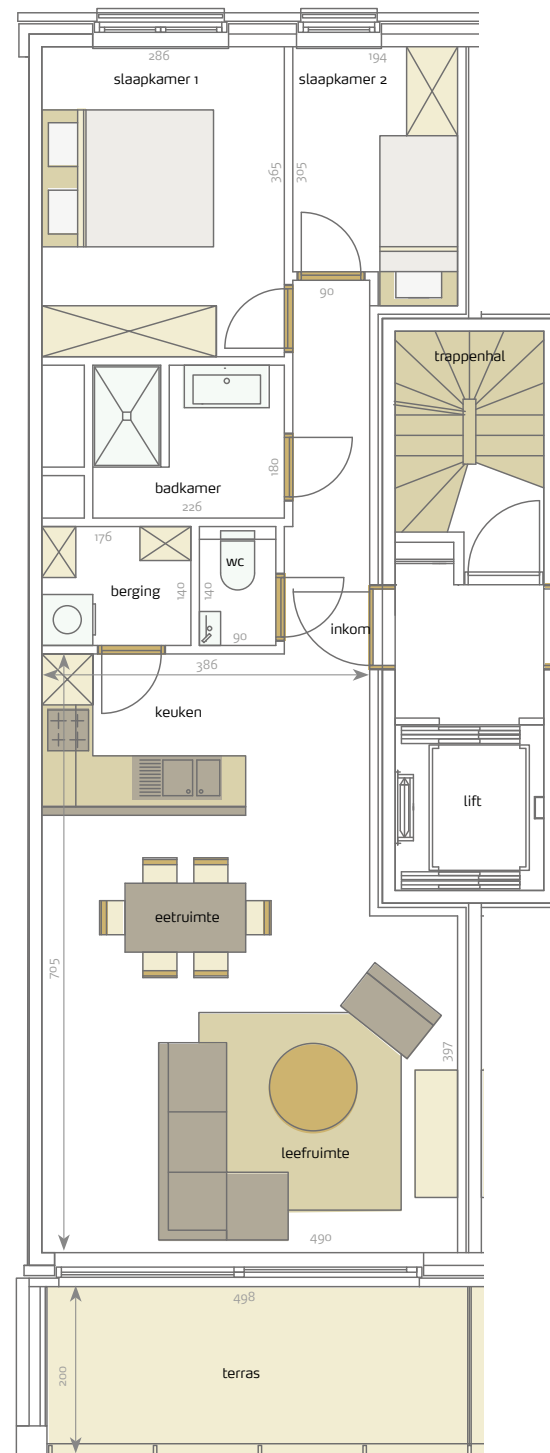 286
194
slaapkamer 1
slaapkamer 2
365
305
90
trappenhal
180
badkamer
226
176
wc
berging
140
140
90
inkom
386
keuken
lift
eetruimte
705
397
leefruimte
490
498
200
terras